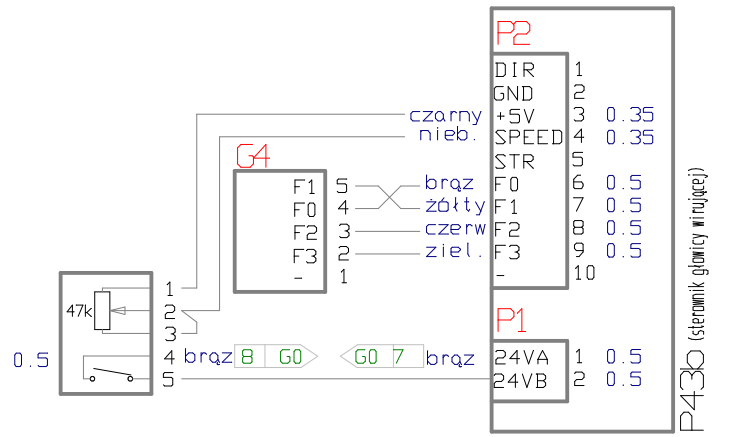 P2
DIR 1
GND 2
czarny +5V 3 0.35
nieb. SPEED 4 0.35
STR 5
G4
F1 5 brąz F0 6 0.5
F0 4 żółty F1 7 0.5
F2 3 czerw F2 8 0.5
F3 2 ziel. F3 9 0.5
- 1 - 10
1
47k 2
3
P1
0.5 4 brąz 8 G0 G0 7 brąz 24VA 1 0.5
5 24VB 2 0.5
P43b (sterownik głowicy wirującej)